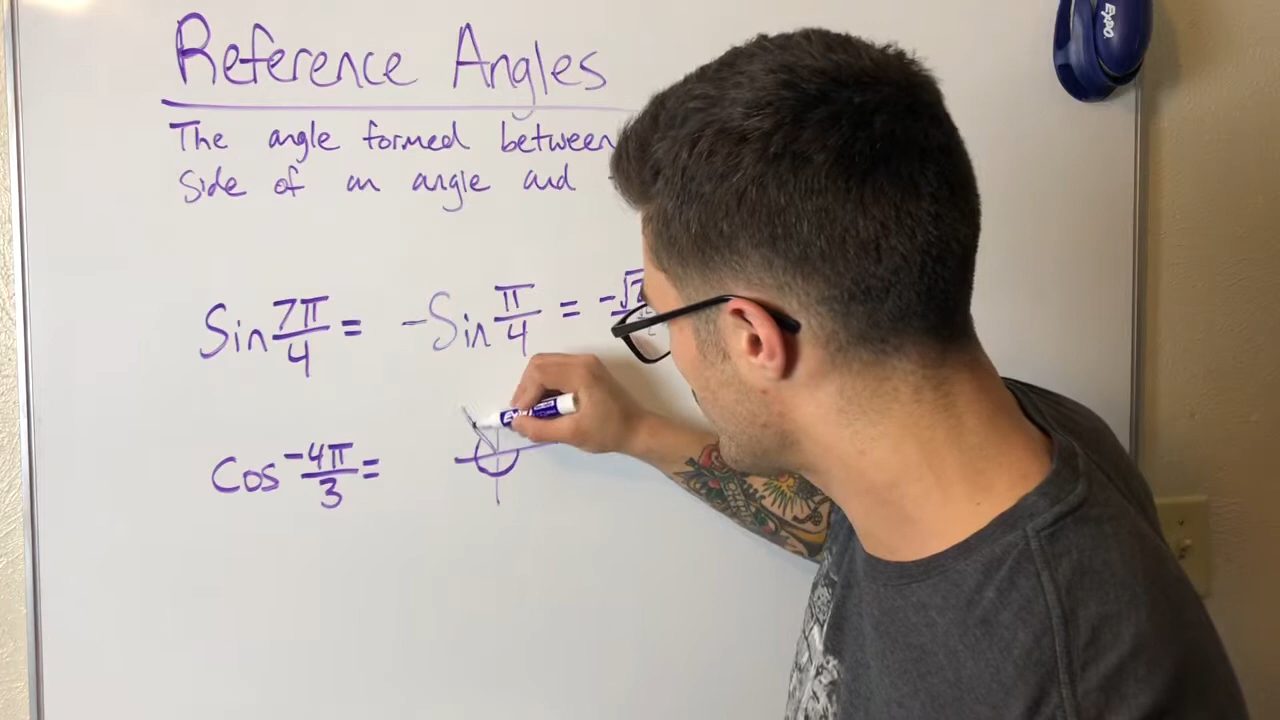 Reference Angles
The angle formed between
Side of an angle and
Sin 7π/4 = -Sin π/4 = -√2
Cos -4π/3 =
EXPO